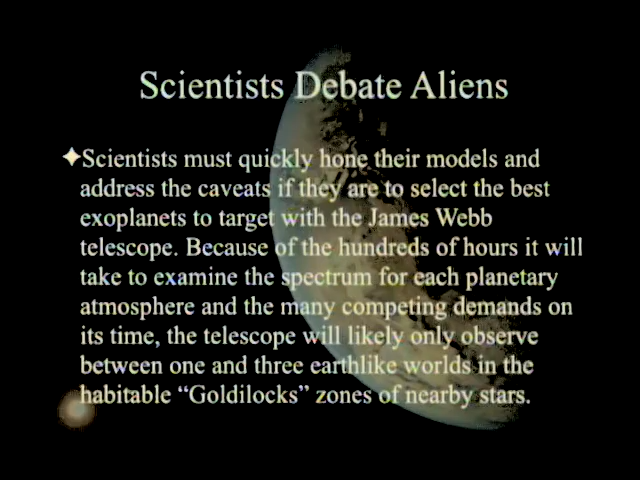 Scientists Debate Aliens
Scientists must quickly hone their models and
address the caveats if they are to select the best
exoplanets to target with the James Webb
telescope. Because of the hundreds of hours it will
take to examine the spectrum for each planetary
atmosphere and the many competing demands on
its time, the telescope will likely only observe
between one and three earthlike worlds in the
habitable “Goldilocks” zones of nearby stars.